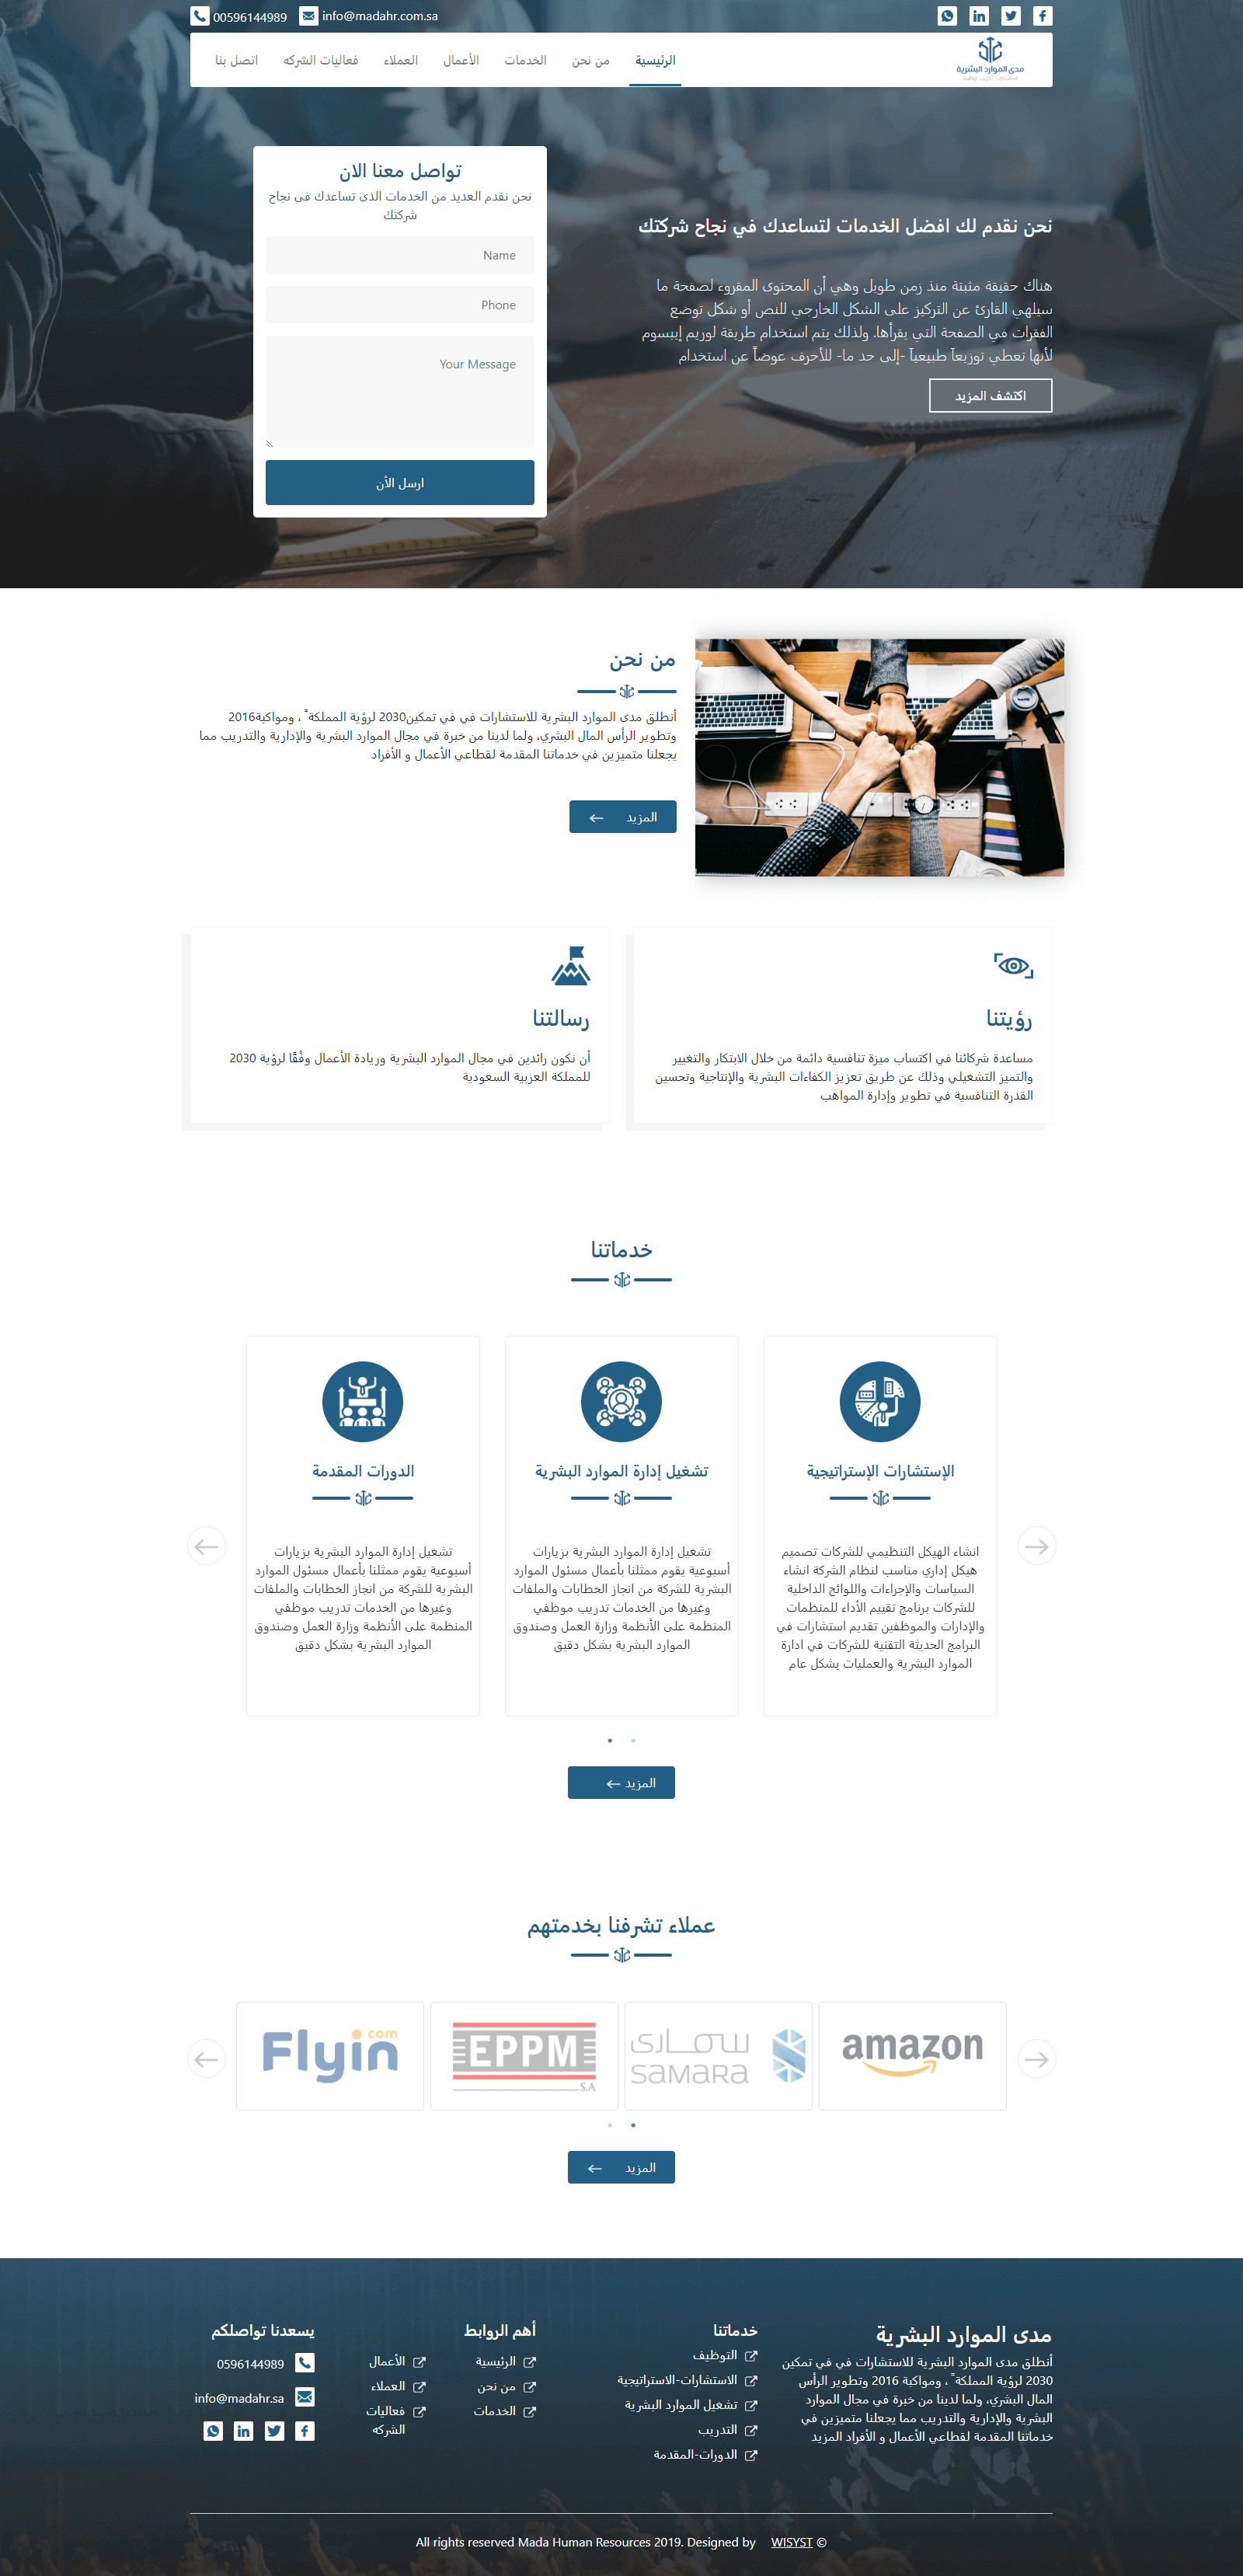 00596144989
info@madahr.com.sa
مدى الموارد البشرية
الرئيسية
من نحن
الخدمات
الأعمال
العملاء
فعاليات الشركه
اتصل بنا
نحن نقدم لك افضل الخدمات لتساعدك في نجاح شركتك
هناك حقيقة مثبتة منذ زمن طويل وهي أن المحتوى المقروء لصفحة ما
سيلهي القارئ عن التركيز على الشكل الخارجي للنص أو شكل توضع
الفقرات في الصفحة التي يقرأها. ولذلك يتم استخدام طريقة لوريم إيبسوم
لأنها تعطي توزيعاَ طبيعياَ -إلى حد ما- للأحرف عوضاً عن استخدام
اكتشف المزيد
تواصل معنا الان
نحن نقدم العديد من الخدمات الذى تساعدك فى نجاح
شركتك
Name
Phone
Your Message
ارسل الأن
من نحن
أنطلق مدى الموارد البشرية للاستشارات في في تمكين2030 لرؤية المملكة ً ، ومواكبة2016
وتطوير الرأس المال البشري، ولما لدينا من خبرة في مجال الموارد البشرية والإدارية والتدريب مما
يجعلنا متميزين في خدماتنا المقدمة لقطاعي الأعمال و الأفراد
المزيد
رؤيتنا
مساعدة شركائنا في اكتساب ميزة تنافسية دائمة من خلال الابتكار والتغيير
والتميز التشغيلي وذلك عن طريق تعزيز الكفاءات البشرية والإنتاجية وتحسين
القدرة التنافسية في تطوير وإدارة المواهب
رسالتنا
أن نكون رائدين في مجال الموارد البشرية وريادة الأعمال وفُقًا لرؤية 2030
للمملكة العربية السعودية
خدماتنا
الإستشارات الإستراتيجية
انشاء الهيكل التنظيمي للشركات تصميم
هيكل إداري مناسب لنظام الشركة انشاء
السياسات والإجراءات واللوائح الداخلية
للشركات برنامج تقييم الأداء للمنظمات
والإدارات والموظفين تقديم استشارات في
البرامج الحديثة التقنية للشركات في ادارة
الموارد البشرية والعمليات بشكل عام
تشغيل إدارة الموارد البشرية
تشغيل إدارة الموارد البشرية بزيارات
أسبوعية يقوم ممثلنا بأعمال مسئول الموارد
البشرية للشركة من انجاز الخطابات والملفات
وغيرها من الخدمات تدريب موظفي
المنظمة على الأنظمة وزارة العمل وصندوق
الموارد البشرية بشكل دقيق
الدورات المقدمة
تشغيل إدارة الموارد البشرية بزيارات
أسبوعية يقوم ممثلنا بأعمال مسئول الموارد
البشرية للشركة من انجاز الخطابات والملفات
وغيرها من الخدمات تدريب موظفي
المنظمة على الأنظمة وزارة العمل وصندوق
الموارد البشرية بشكل دقيق
المزيد
عملاء تشرفنا بخدمتهم
amazon
سمارى
SAMARA
EPPM
S.A
Flyin
com
المزيد
مدى الموارد البشرية
أنطلق مدى الموارد البشرية للاستشارات في في تمكين
2030 لرؤية المملكة ً ، ومواكبة 2016 وتطوير الرأس
المال البشري، ولما لدينا من خبرة في مجال الموارد
البشرية والإدارية والتدريب مما يجعلنا متميزين في
خدماتنا المقدمة لقطاعي الأعمال و الأفراد المزيد
خدماتنا
التوظيف
الاستشارات-الاستراتيجية
تشغيل الموارد البشرية
التدريب
الدورات-المقدمة
أهم الروابط
الرئيسية
من نحن
الخدمات
الأعمال
العملاء
فعاليات
الشركه
يسعدنا تواصلكم
0596144989
info@madahr.sa
All rights reserved Mada Human Resources 2019. Designed by WISYST ©